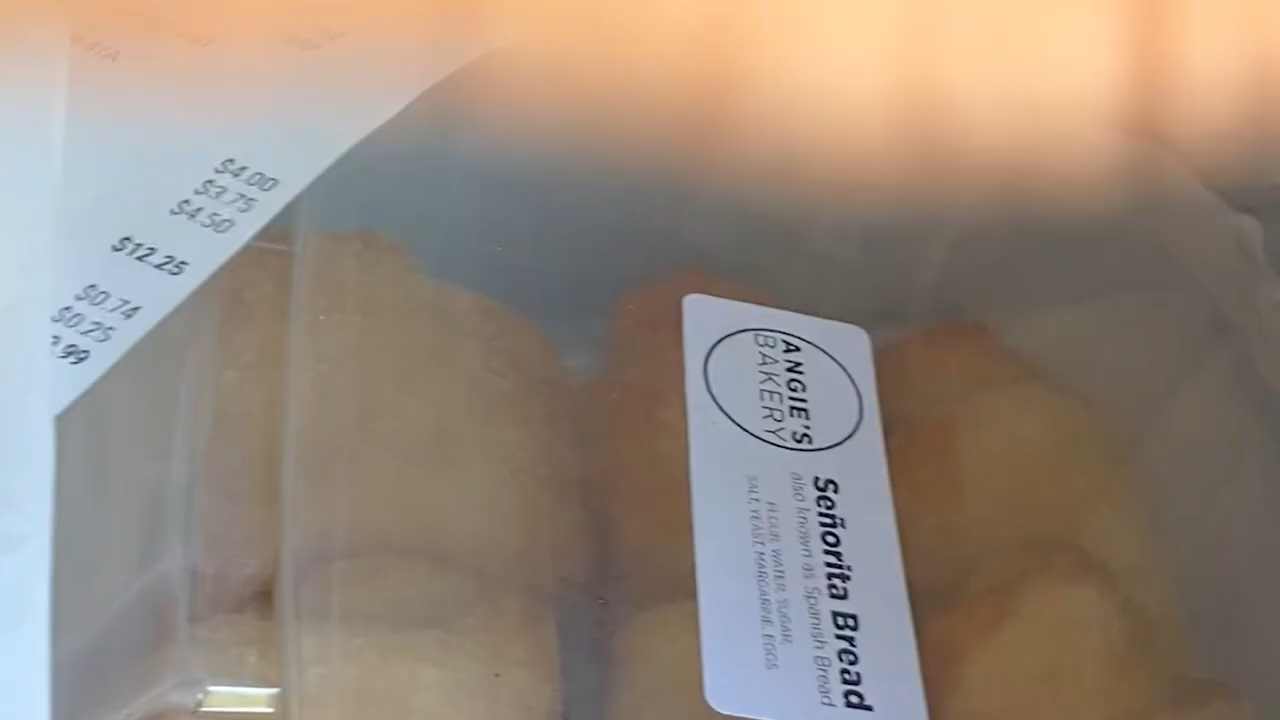 $4.00
$3.75
$4.50
$12.25
$0.74
$0.25
.99
ANGIE'S
BAKERY
Señorita Bread
also known as Spanish Bread
FLOUR, WATER, SUGAR,
SALT, YEAST, MARGARINE, EGGS